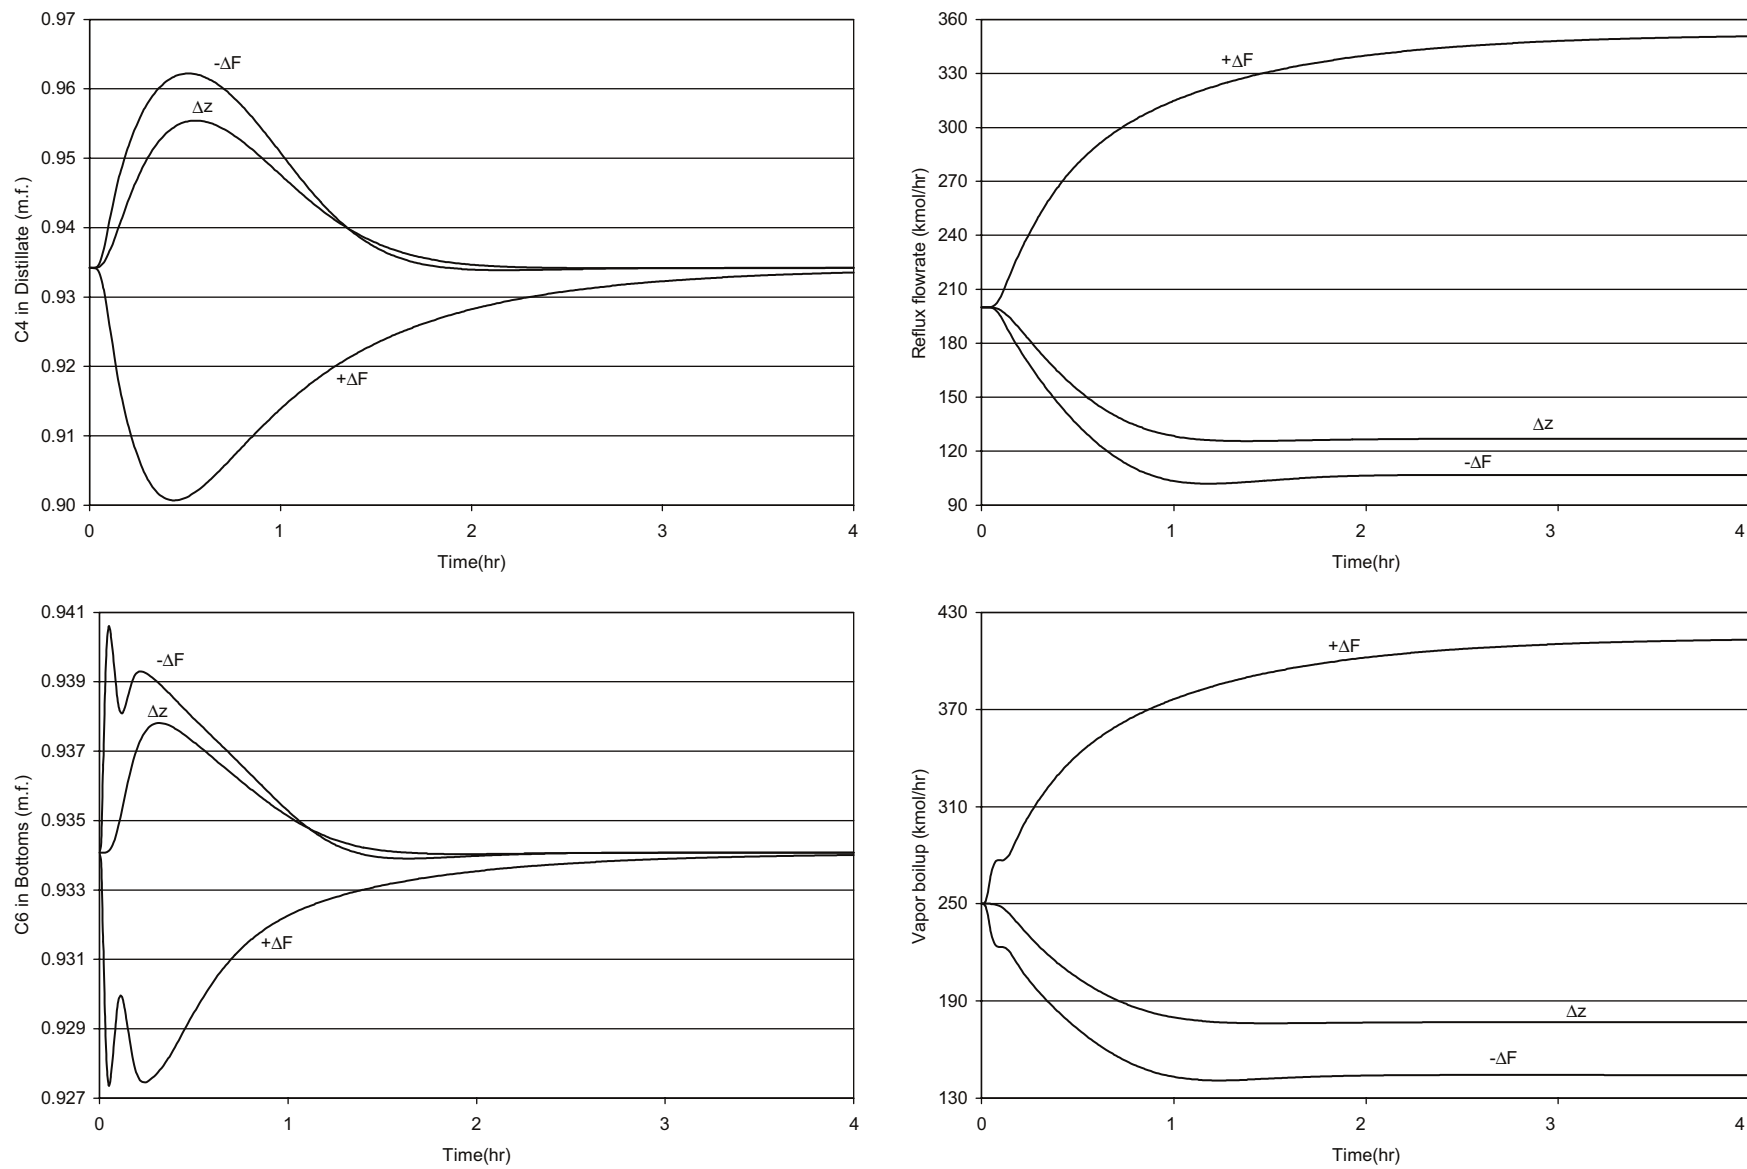 0.97
0.96
0.95
0.94
0.93
0.92
0.91
0.90
C4 in Distillate (m.f.)
-ΔF
Δz
+ΔF
0 1 2 3 4
Time(hr)
360
330
300
270
240
210
180
150
120
90
Reflux flowrate (kmol/hr)
+ΔF
Δz
-ΔF
0 1 2 3 4
Time(hr)
0.941
0.939
0.937
0.935
0.933
0.931
0.929
0.927
C6 in Bottoms (m.f.)
-ΔF
Δz
+ΔF
0 1 2 3 4
Time(hr)
430
370
310
250
190
130
Vapor boilup (kmol/hr)
+ΔF
Δz
-ΔF
0 1 2 3 4
Time(hr)